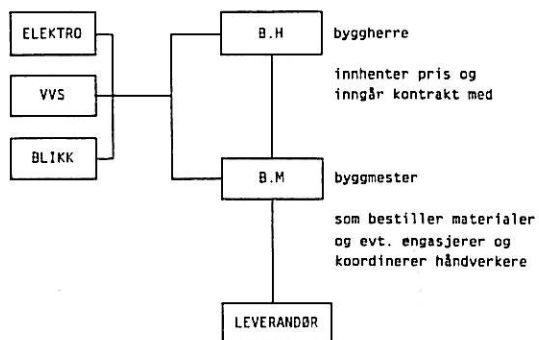 ELEKTRO
VVS
BLIKK
B.H
byggherre
innhenter pris og
inngår kontrakt med
B.M
byggmester
som bestiller materialer
og evt. engasjerer og
koordinerer håndverkere
LEVERANDØR